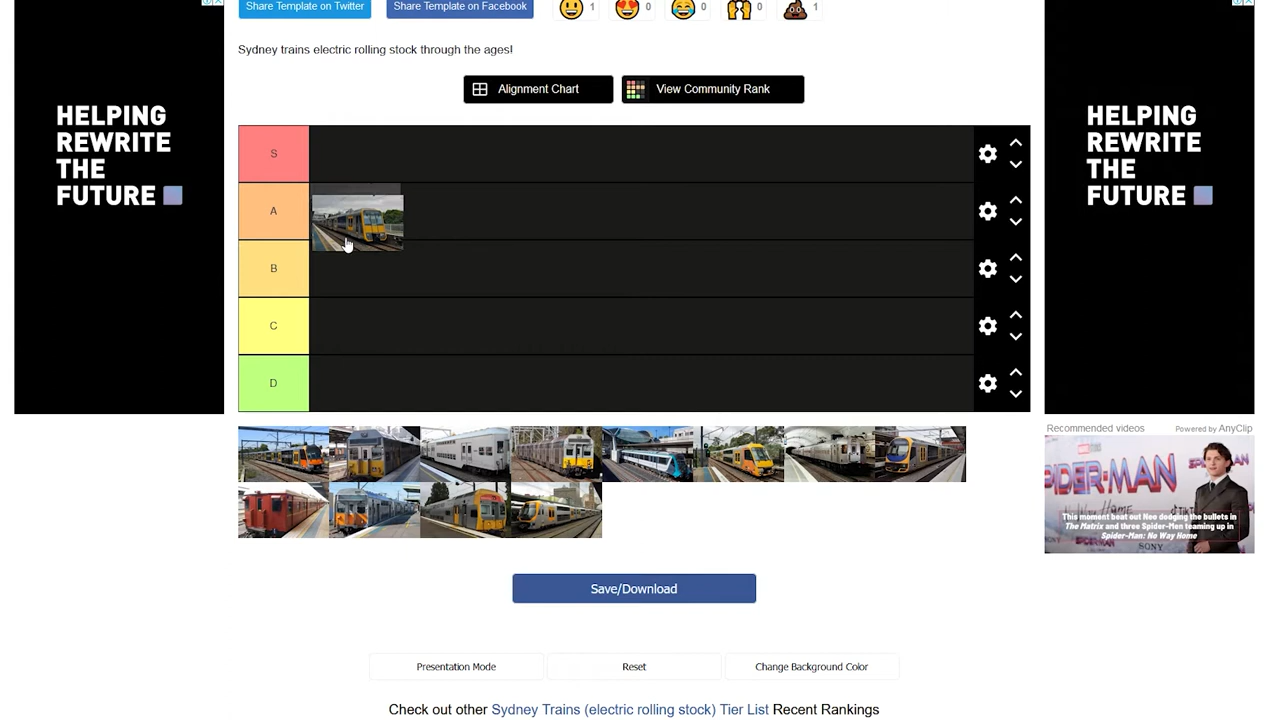 Share Template on Twitter
Share Template on Facebook
1
0
0
0
1
Sydney trains electric rolling stock through the ages!
Alignment Chart
View Community Rank
HELPING
REWRITE
THE
FUTURE
S
A
B
C
D
HELPING
REWRITE
THE
FUTURE
Recommended videos
Powered by AnyClip
SPIDER-MAN
This moment beat out Neo dodging the bullets in
The Matrix and three Spider-Men teaming up in
Spider-Man: No Way Home
SONY
Save/Download
Presentation Mode
Reset
Change Background Color
Check out other Sydney Trains (electric rolling stock) Tier List Recent Rankings